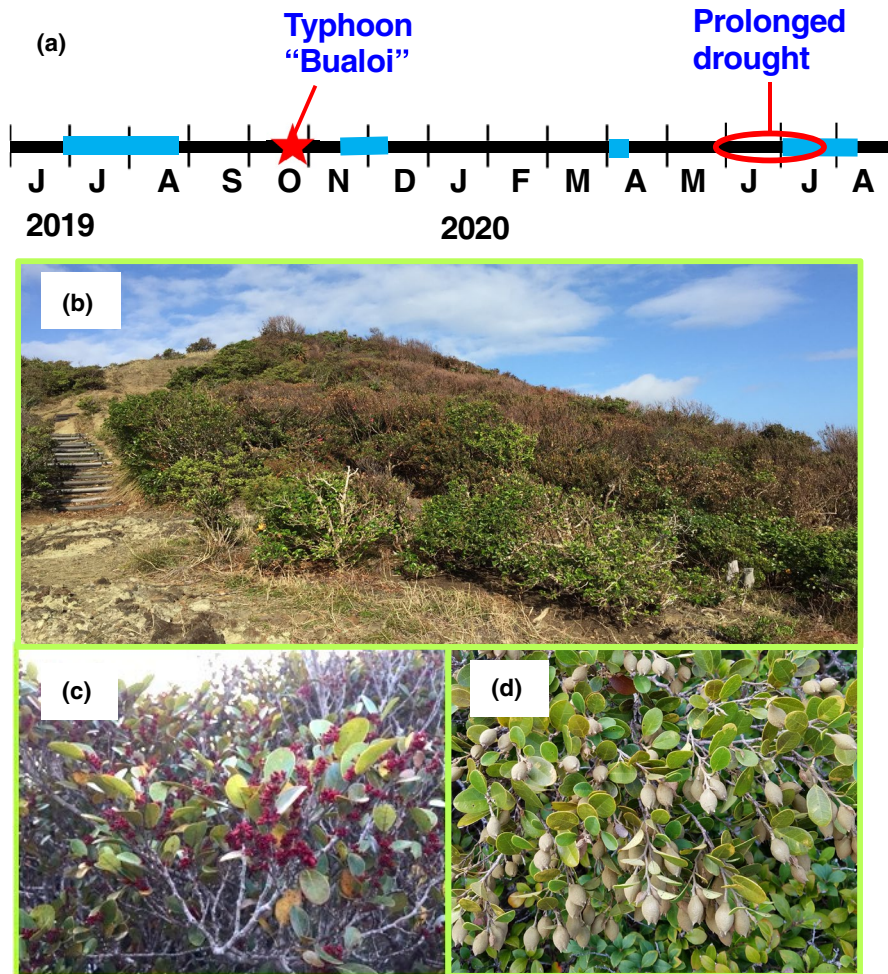 (a)
Typhoon
“Bualoi”
Prolonged
drought
J J A S O N D J F M A M J J A
2019 2020
(b)
(c)
(d)